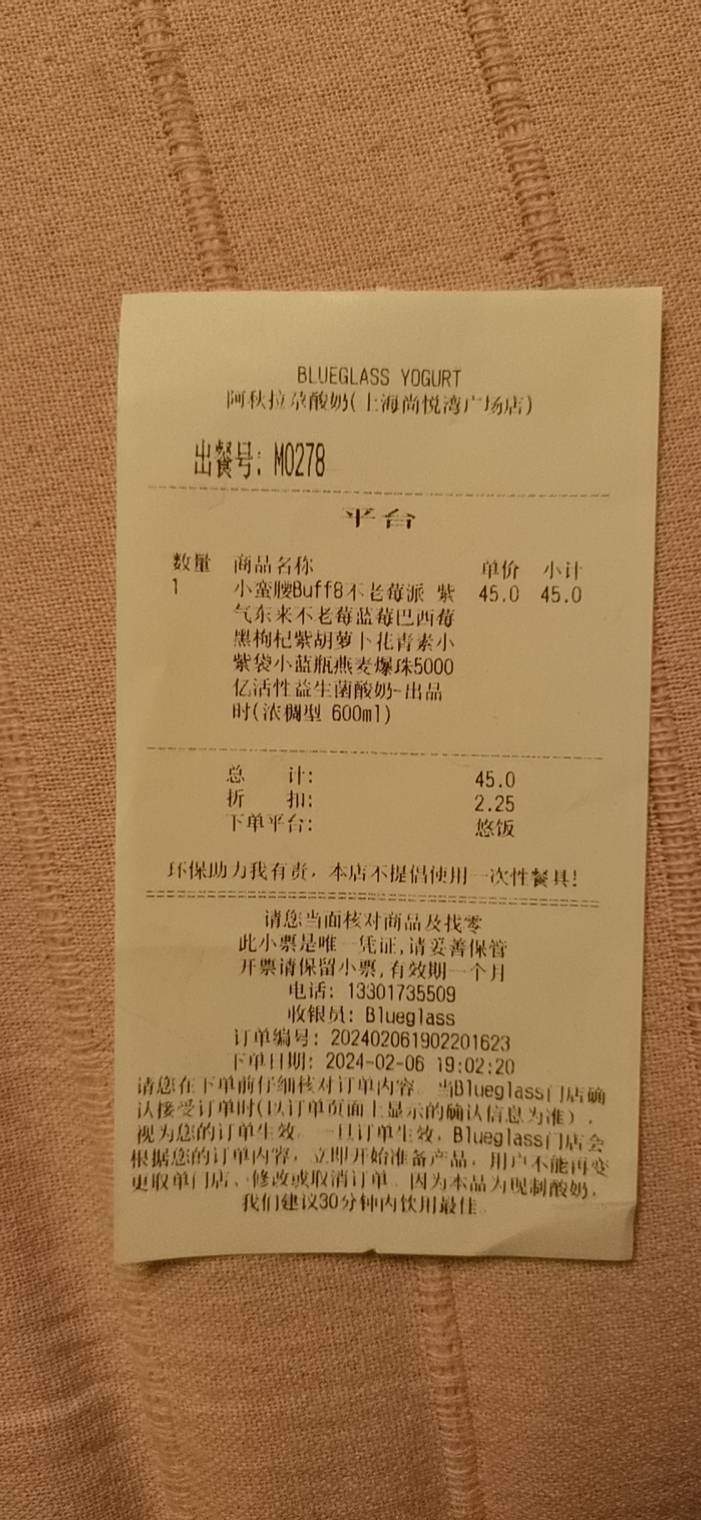 BLUEGLASS YOGURT
阿秋拉尕酸奶(上海尚悦湾广场店)
出餐号: M0278
平台
数量 商品名称 单价 小计
1 小蛮腰Buff8不老莓派 紫 45.0 45.0
气东来不老莓蓝莓巴西莓
黑枸杞紫胡萝卜花青素小
紫袋小蓝瓶燕麦爆珠5000
亿活性益生菌酸奶-出品
时(浓稠型 600ml)
总 计: 45.0
折 扣: 2.25
下单平台: 悠饭
环保助力我有责，本店不提倡使用一次性餐具!
请您当面核对商品及找零
此小票是唯一凭证,请妥善保管
开票请保留小票,有效期一个月
电话: 13301735509
收银员: Blueglass
订单编号: 202402061902201623
下单日期: 2024-02-06 19:02:20
请您在下单前仔细核对订单内容。当Blueglass门店确
认接受订单时(以订单页面上显示的确认信息为准)，
视为您的订单生效。一旦订单生效，Blueglass门店会
根据您的订单内容，立即开始准备产品，用户不能再变
更取单门店、修改或取消订单。因为本品为现制酸奶，
我们建议30分钟内饮用最佳。